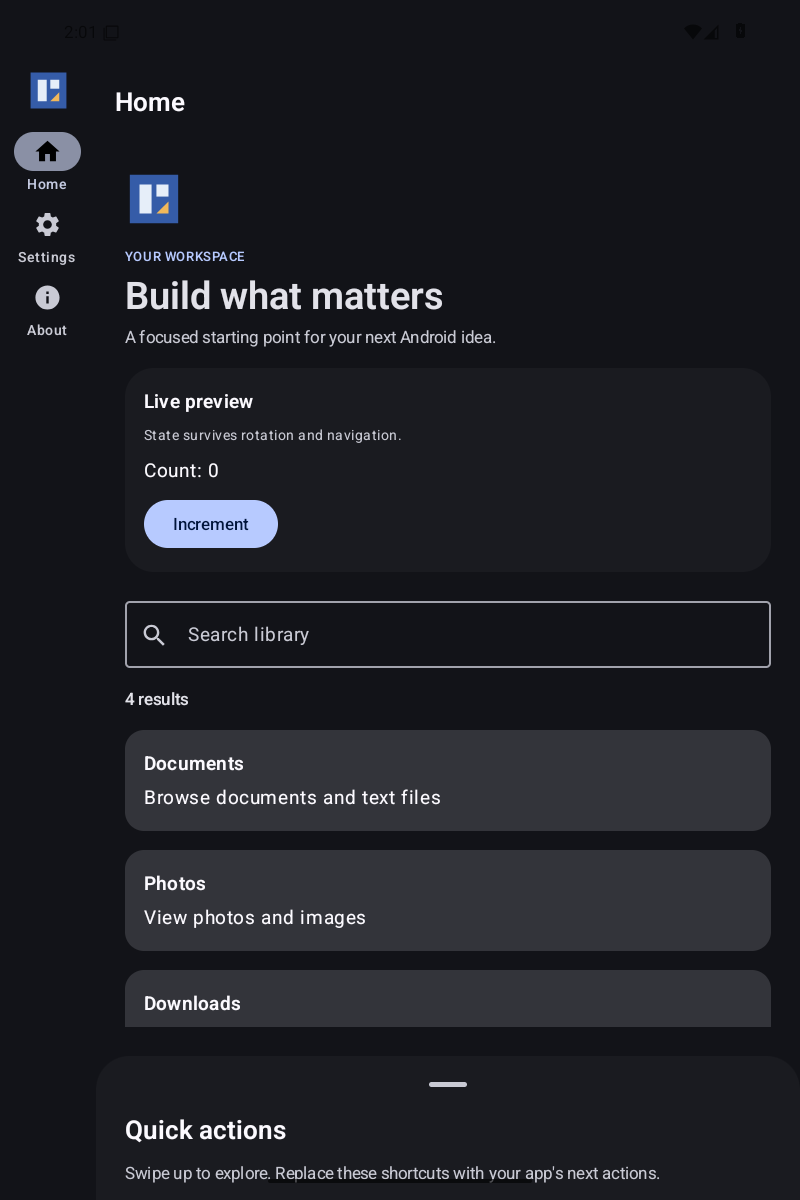 2:01
Home
Home
Settings
About
YOUR WORKSPACE
Build what matters
A focused starting point for your next Android idea.
Live preview
State survives rotation and navigation.
Count: 0
Increment
Search library
4 results
Documents
Browse documents and text files
Photos
View photos and images
Downloads
Quick actions
Swipe up to explore. Replace these shortcuts with your app's next actions.